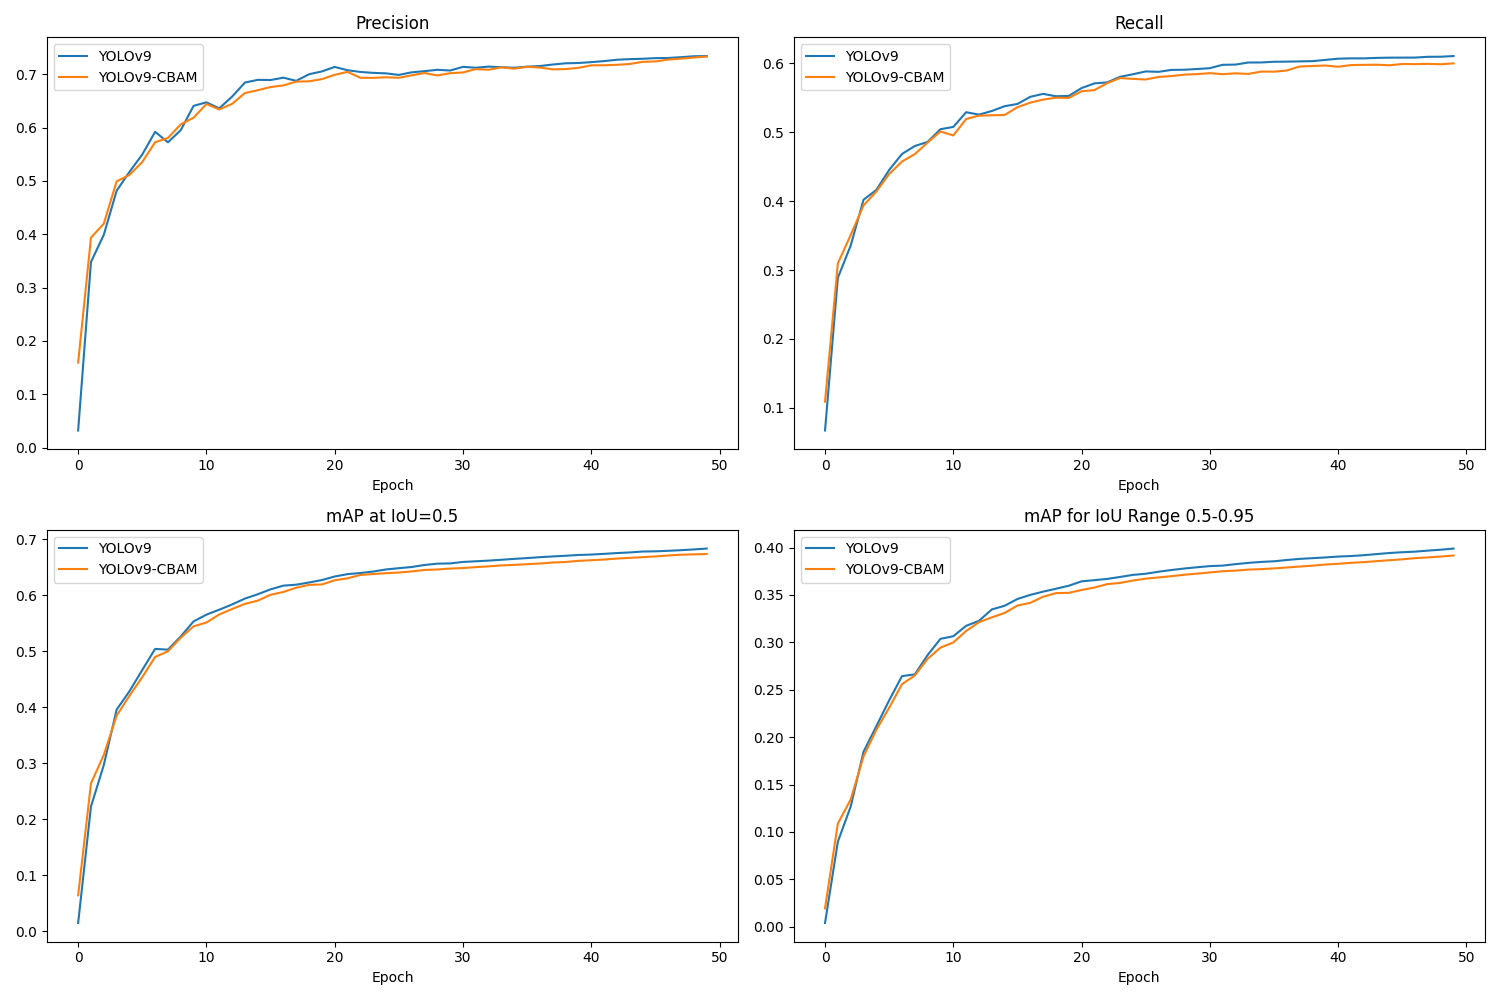 Precision
YOLOv9
YOLOv9-CBAM
0.7
0.6
0.5
0.4
0.3
0.2
0.1
0.0
0 10 20 30 40 50
Epoch
Recall
YOLOv9
YOLOv9-CBAM
0.6
0.5
0.4
0.3
0.2
0.1
0 10 20 30 40 50
Epoch
mAP at IoU=0.5
YOLOv9
YOLOv9-CBAM
0.7
0.6
0.5
0.4
0.3
0.2
0.1
0.0
0 10 20 30 40 50
Epoch
mAP for IoU Range 0.5-0.95
YOLOv9
YOLOv9-CBAM
0.40
0.35
0.30
0.25
0.20
0.15
0.10
0.05
0.00
0 10 20 30 40 50
Epoch